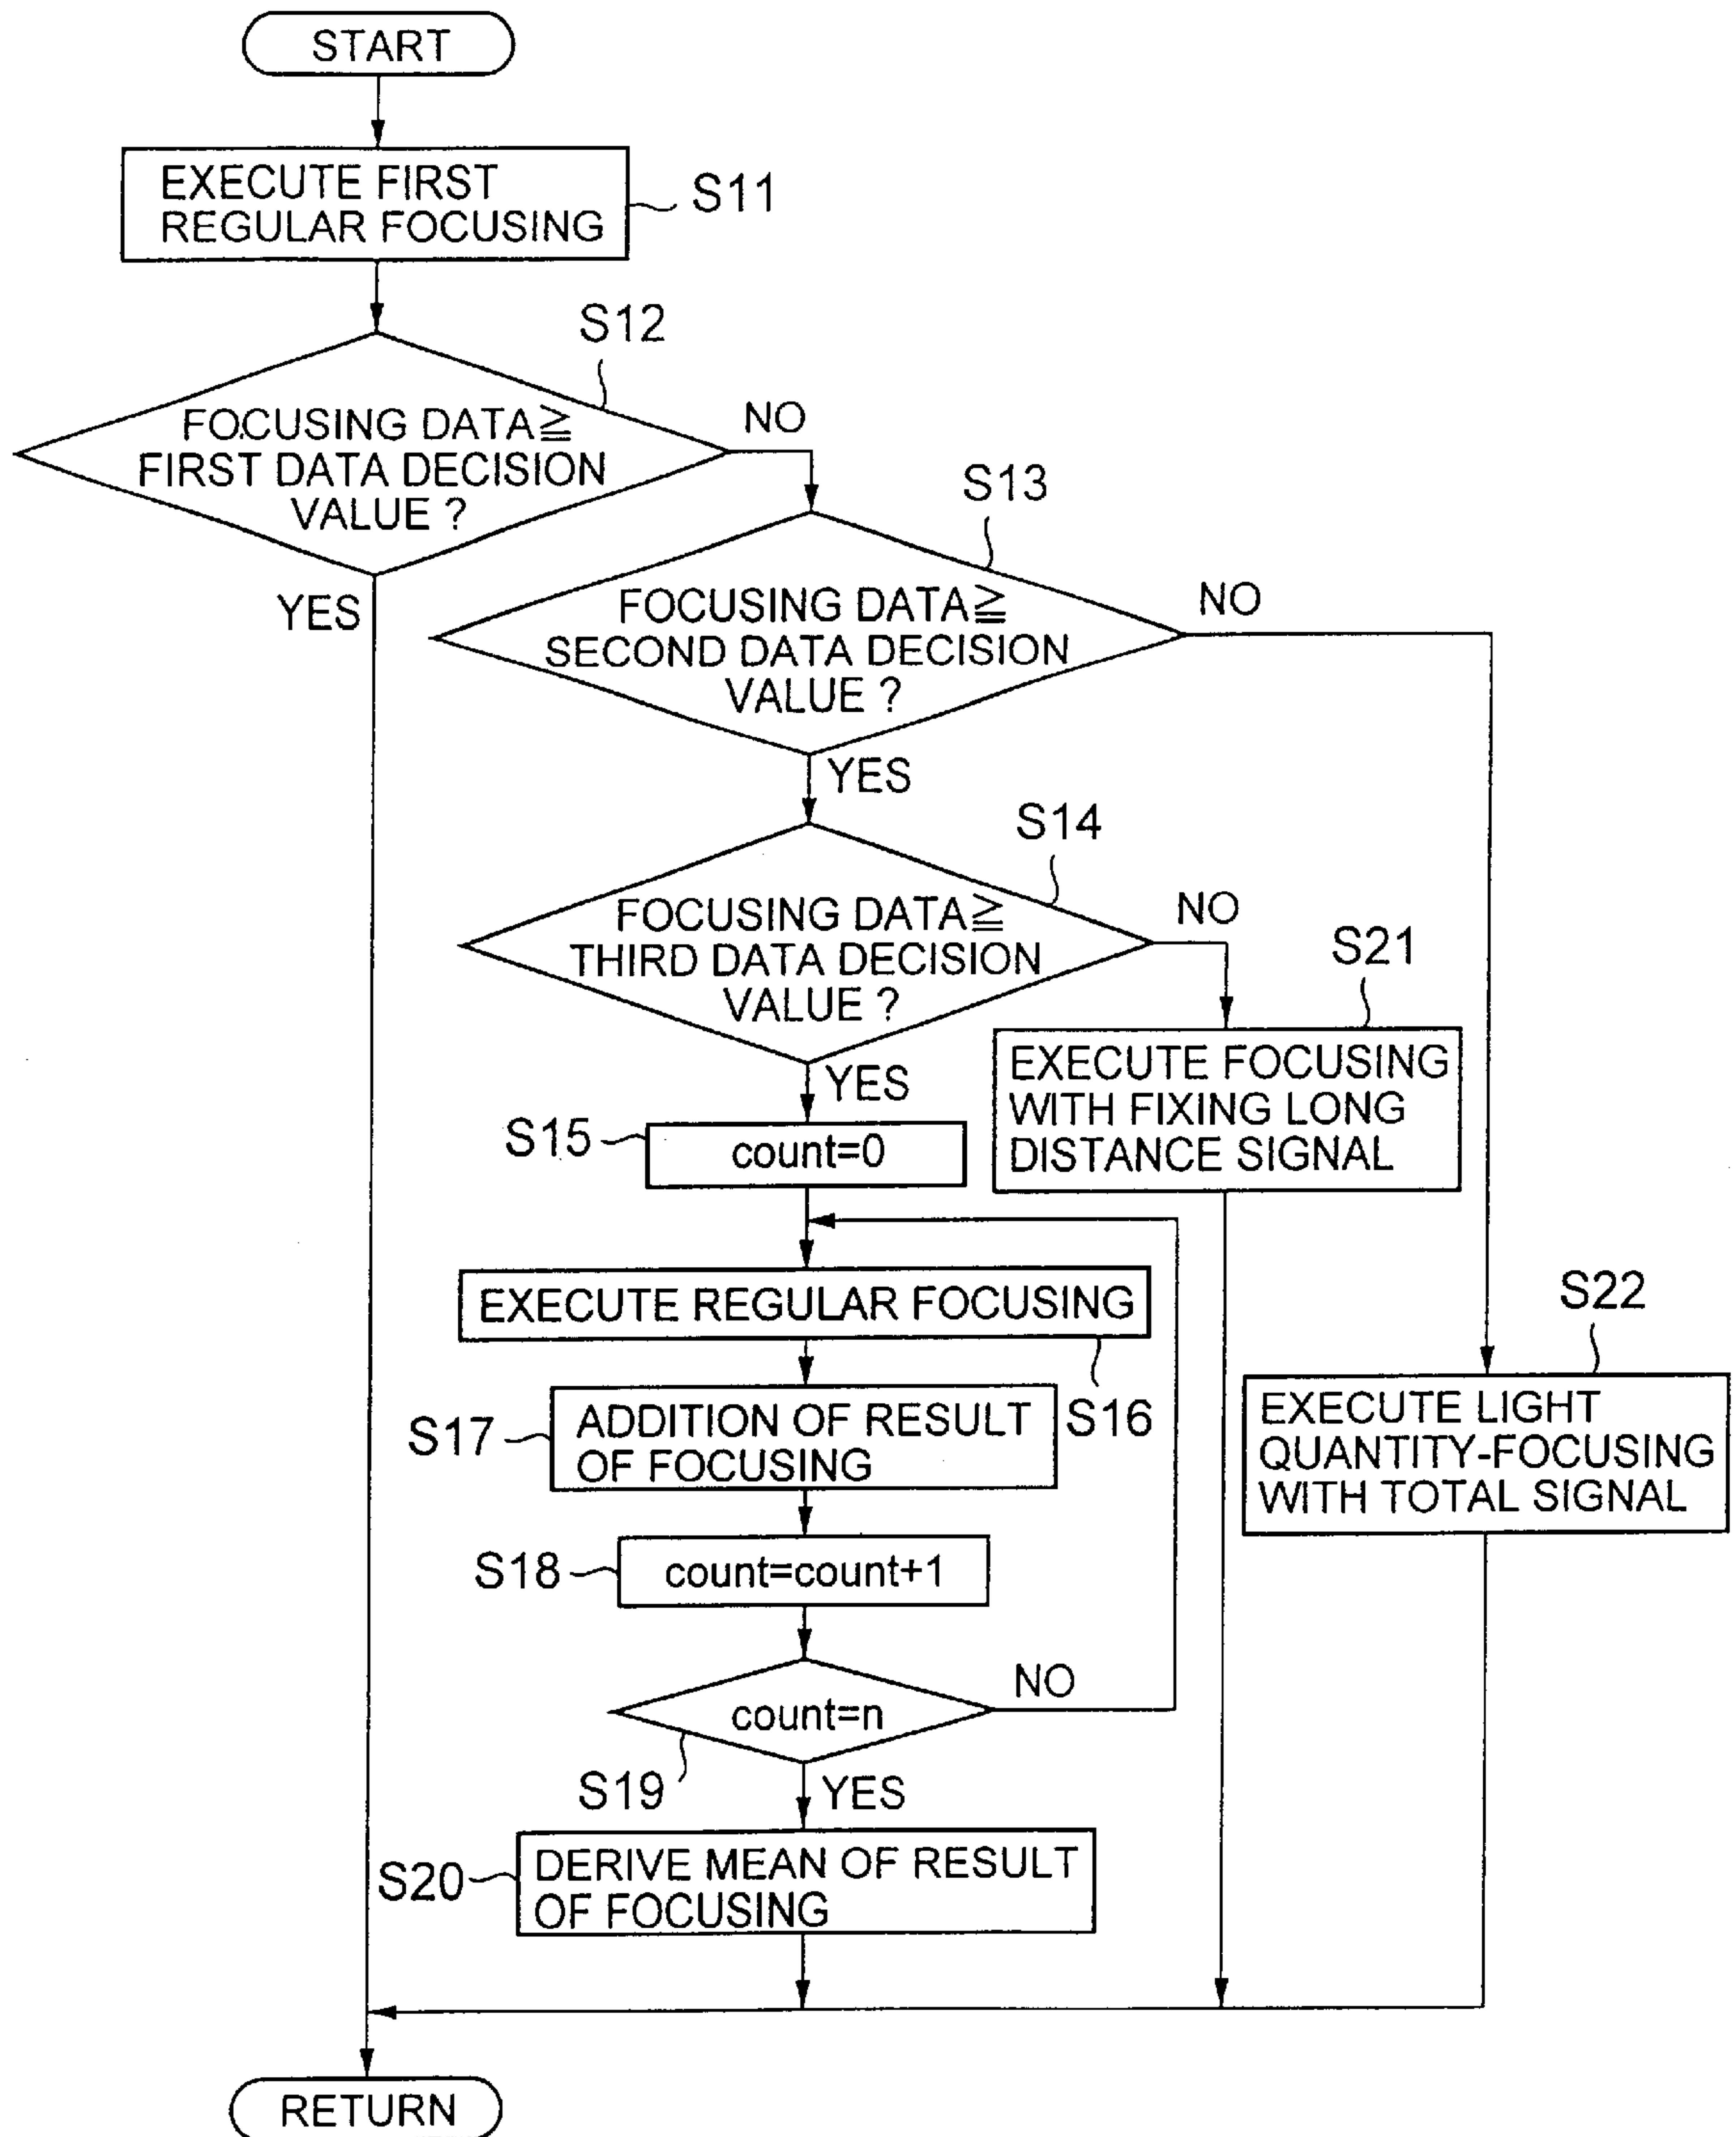 START
EXECUTE FIRST
REGULAR FOCUSING
S11
S12
FOCUSING DATA≧
FIRST DATA DECISION
VALUE ?
NO
YES
S13
FOCUSING DATA≧
SECOND DATA DECISION
VALUE ?
NO
YES
S14
FOCUSING DATA≧
THIRD DATA DECISION
VALUE ?
NO
YES
S21
EXECUTE FOCUSING
WITH FIXING LONG
DISTANCE SIGNAL
S15
count=0
EXECUTE REGULAR FOCUSING
S16
S22
EXECUTE LIGHT
QUANTITY-FOCUSING
WITH TOTAL SIGNAL
S17
ADDITION OF RESULT
OF FOCUSING
S18
count=count+1
count=n
NO
S19
YES
S20
DERIVE MEAN OF RESULT
OF FOCUSING
RETURN